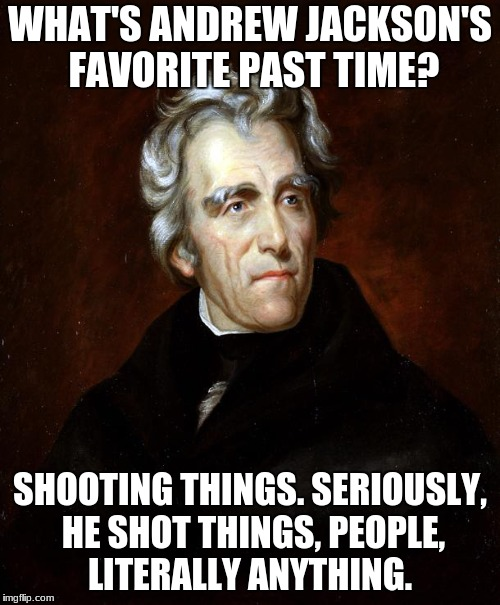 WHAT'S ANDREW JACKSON'S
FAVORITE PAST TIME?
SHOOTING THINGS. SERIOUSLY,
HE SHOT THINGS, PEOPLE,
LITERALLY ANYTHING.
imgflip.com